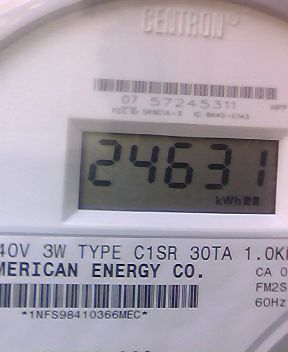 CENTRON®
07 57245311
24631
kWh
40V 3W TYPE C1SR 30TA 1.0K
MERICAN ENERGY CO.
CA 0
FM2S
60Hz
*1NFS98410366MEC*